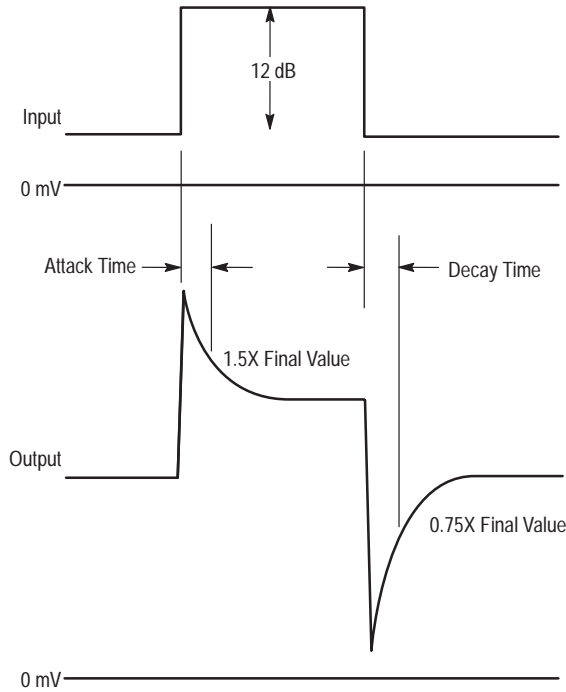 12 dB
Input
0 mV
Attack Time
Decay Time
1.5X Final Value
Output
0.75X Final Value
0 mV